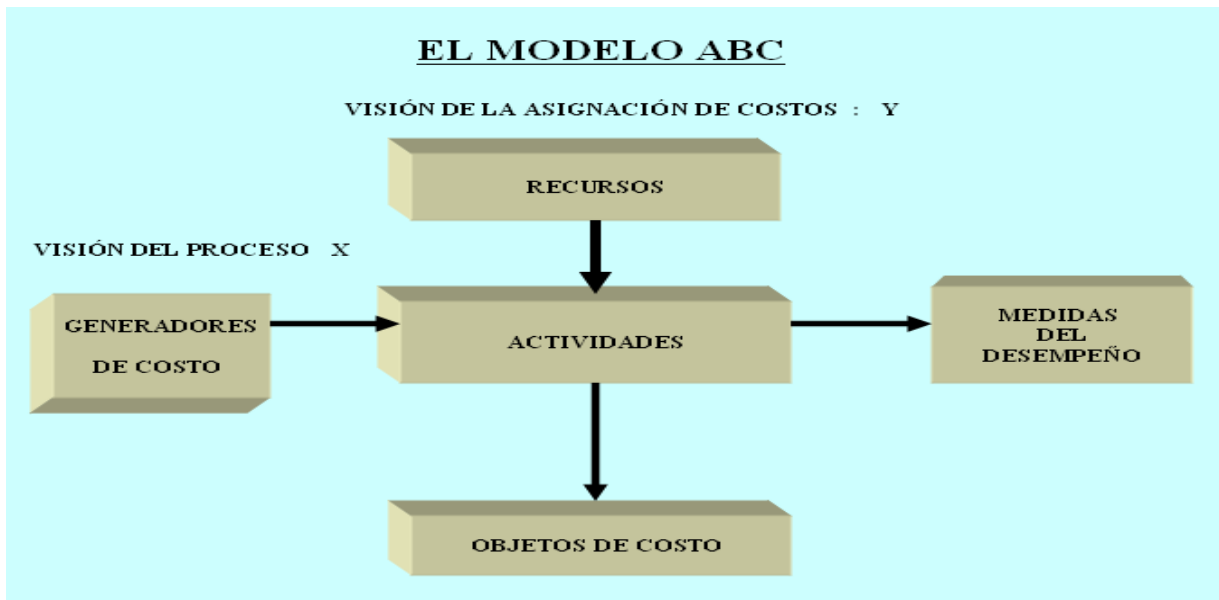 EL MODELO ABC
VISIÓN DE LA ASIGNACIÓN DE COSTOS : Y
RECURSOS
VISIÓN DEL PROCESO X
GENERADORES
DE COSTO
ACTIVIDADES
MEDIDAS
DEL
DESEMPEÑO
OBJETOS DE COSTO